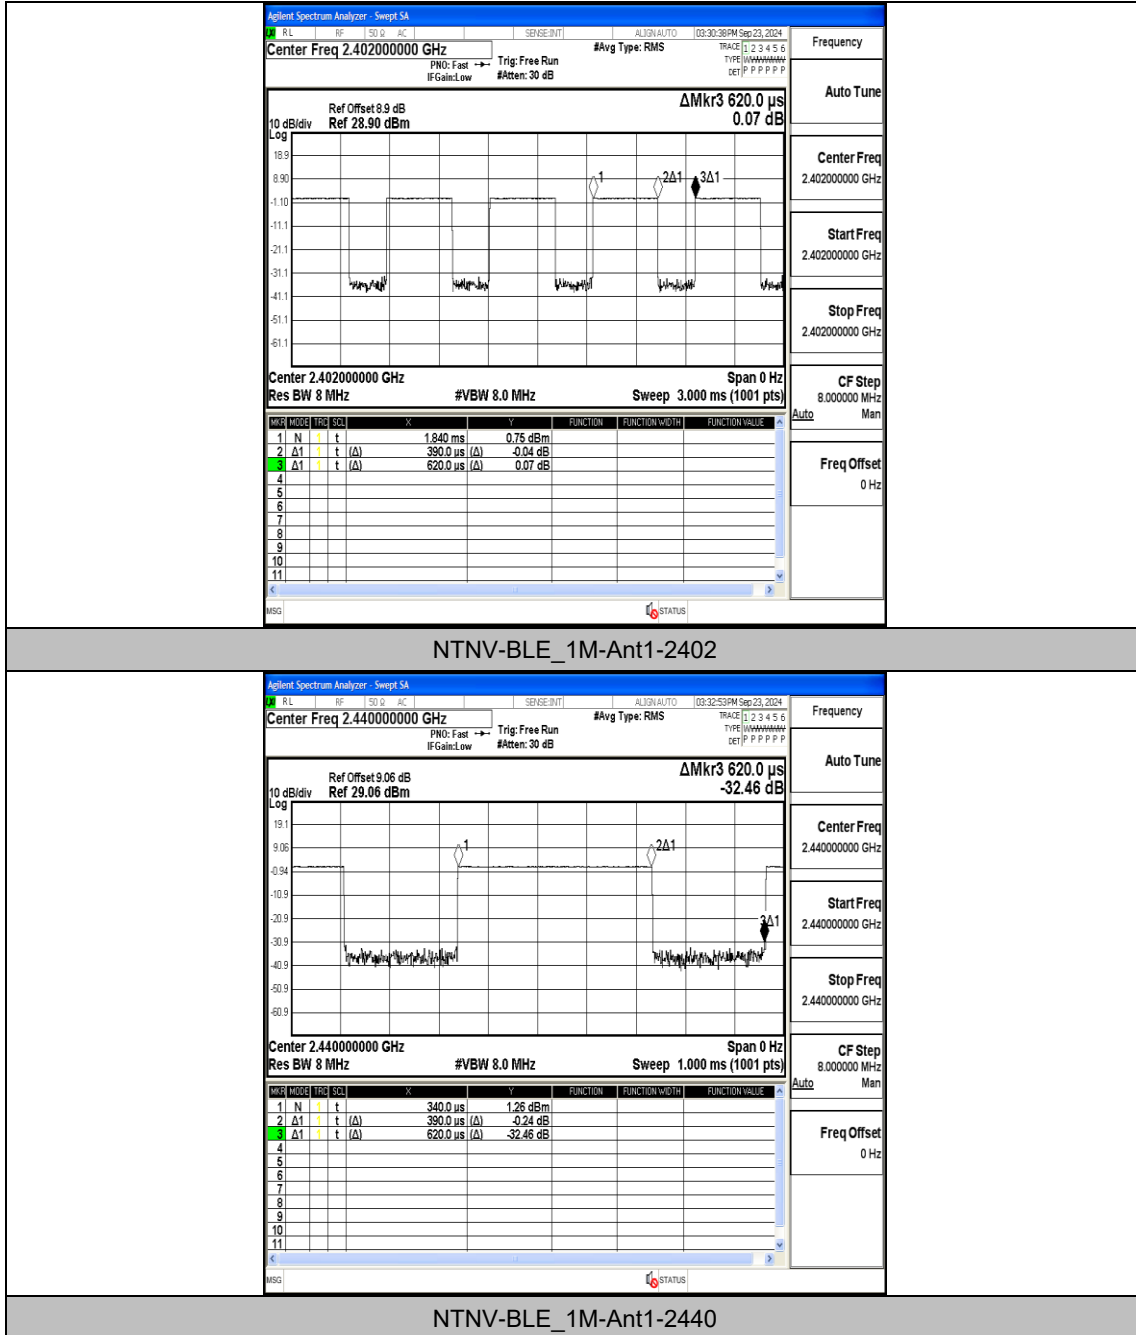 Agilent Spectrum Analyzer - Swept SA
RL RF 50 Ω AC SENSE:INT ALIGN AUTO 03:30:38PM Sep 23, 2024
Center Freq 2.402000000 GHz #Avg Type: RMS TRACE 1 2 3 4 5 6
PNO: Fast Trig: Free Run TYPE
IFGain:Low #Atten: 30 dB DET P P P P P P
Frequency
Auto Tune
ΔMkr3 620.0 µs
0.07 dB
Ref Offset 8.9 dB
10 dB/div Ref 28.90 dBm
Log
18.9
8.90
-1.10
-11.1
-21.1
-31.1
-41.1
-51.1
-61.1
1
2Δ1
3Δ1
Center 2.402000000 GHz Span 0 Hz
Res BW 8 MHz #VBW 8.0 MHz Sweep 3.000 ms (1001 pts)
Center Freq
2.402000000 GHz
Start Freq
2.402000000 GHz
Stop Freq
2.402000000 GHz
CF Step
8.000000 MHz
Auto Man
Freq Offset
0 Hz
MKR MODE TRC SCL X Y FUNCTION FUNCTION WIDTH FUNCTION VALUE
1 N 1 t 1.840 ms 0.75 dBm
2 Δ1 1 t (Δ) 390.0 µs (Δ) -0.04 dB
3 Δ1 1 t (Δ) 620.0 µs (Δ) 0.07 dB
4
5
6
7
8
9
10
11
MSG STATUS
NTNV-BLE_1M-Ant1-2402
Agilent Spectrum Analyzer - Swept SA
RL RF 50 Ω AC SENSE:INT ALIGN AUTO 03:32:53PM Sep 23, 2024
Center Freq 2.440000000 GHz #Avg Type: RMS TRACE 1 2 3 4 5 6
PNO: Fast Trig: Free Run TYPE
IFGain:Low #Atten: 30 dB DET P P P P P P
Frequency
Auto Tune
ΔMkr3 620.0 µs
-32.46 dB
Ref Offset 9.06 dB
10 dB/div Ref 29.06 dBm
Log
19.1
9.06
-0.94
-10.9
-20.9
-30.9
-40.9
-50.9
-60.9
1
2Δ1
3Δ1
Center 2.440000000 GHz Span 0 Hz
Res BW 8 MHz #VBW 8.0 MHz Sweep 1.000 ms (1001 pts)
Center Freq
2.440000000 GHz
Start Freq
2.440000000 GHz
Stop Freq
2.440000000 GHz
CF Step
8.000000 MHz
Auto Man
Freq Offset
0 Hz
MKR MODE TRC SCL X Y FUNCTION FUNCTION WIDTH FUNCTION VALUE
1 N 1 t 340.0 µs 1.26 dBm
2 Δ1 1 t (Δ) 390.0 µs (Δ) -0.24 dB
3 Δ1 1 t (Δ) 620.0 µs (Δ) -32.46 dB
4
5
6
7
8
9
10
11
MSG STATUS
NTNV-BLE_1M-Ant1-2440